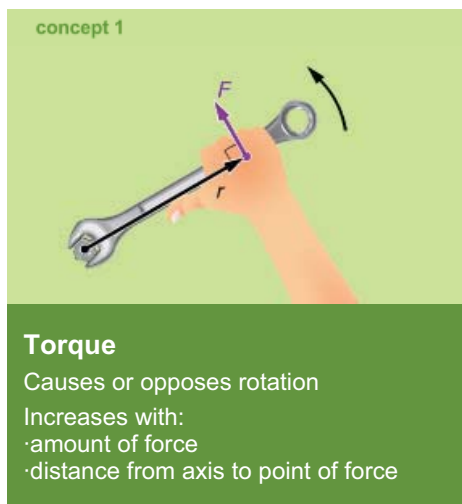 concept 1
F
r
Torque
Causes or opposes rotation
Increases with:
·amount of force
·distance from axis to point of force